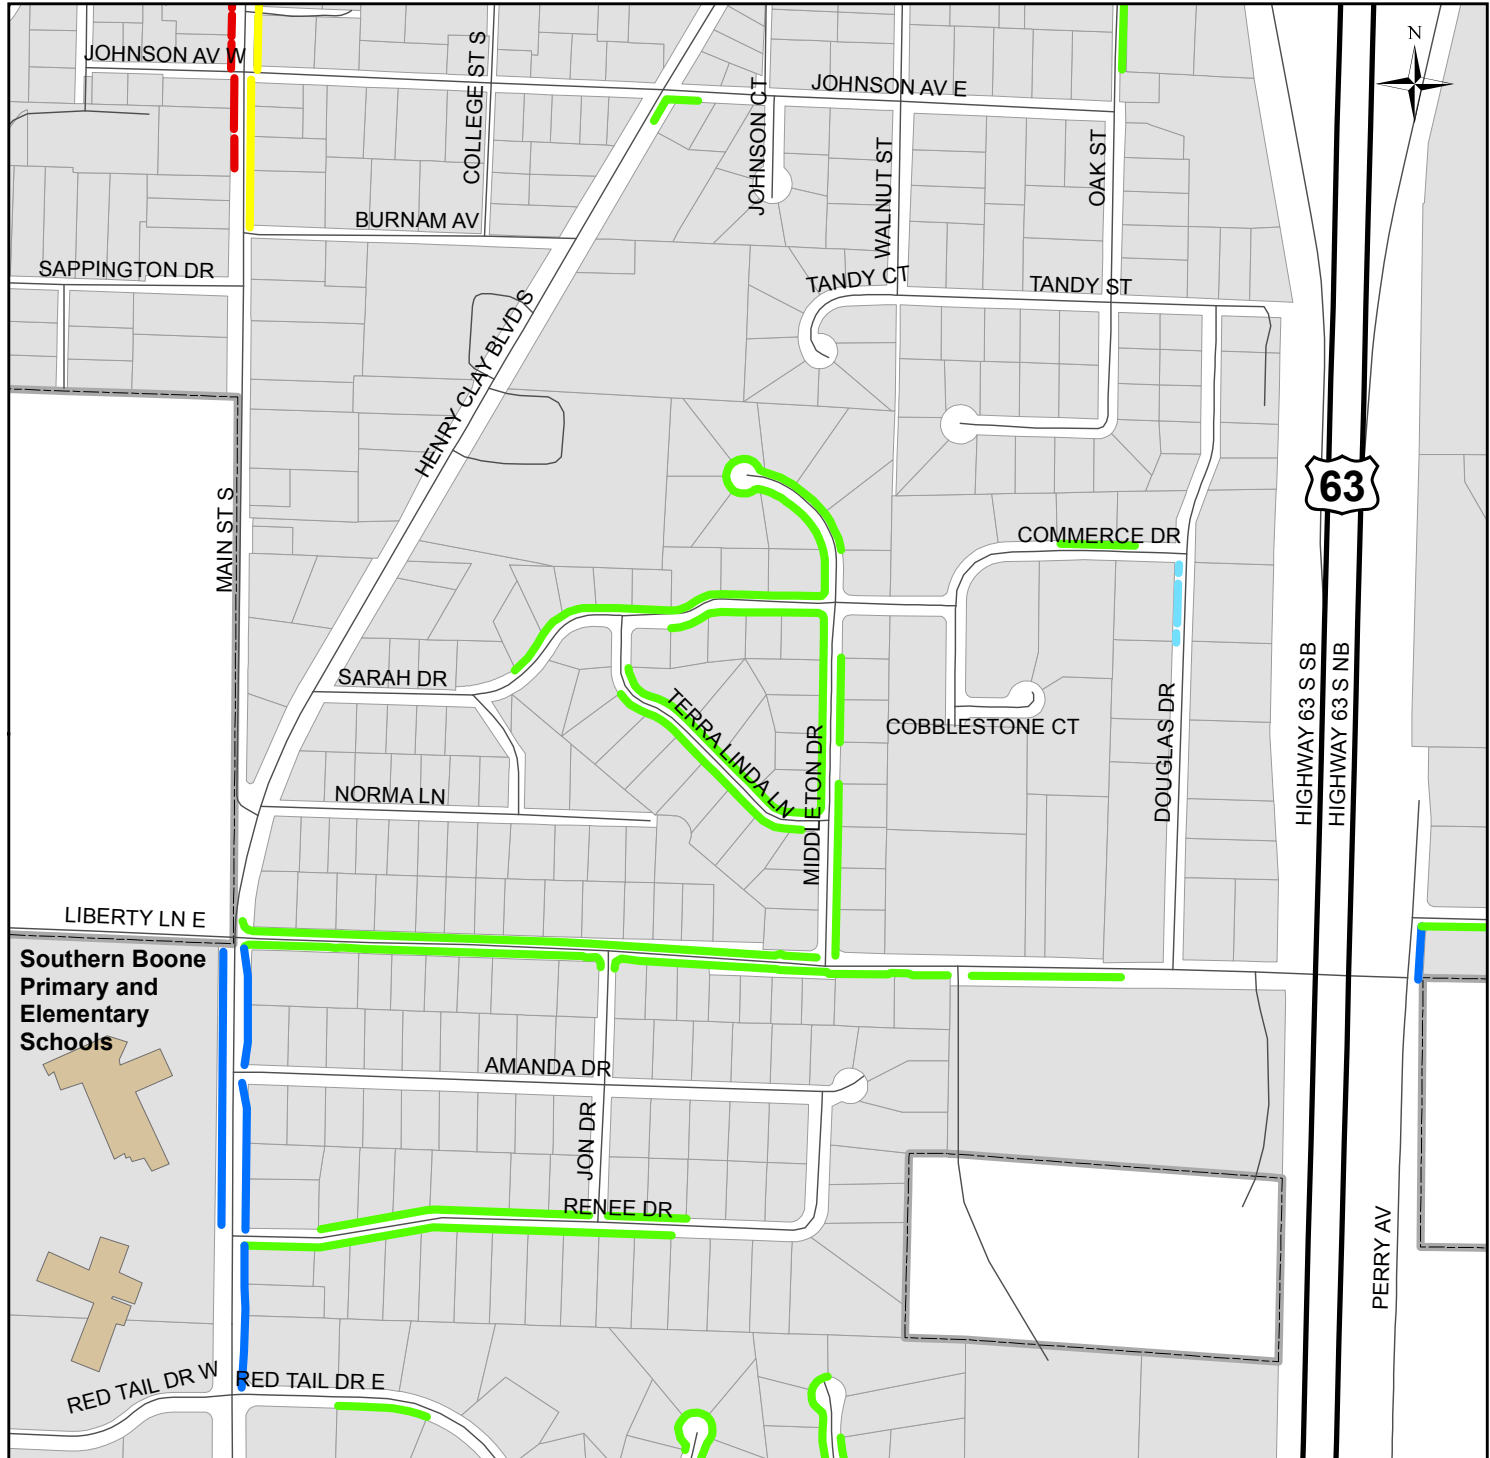 JOHNSON AV W
COLLEGE ST S
JOHNSON CT
JOHNSON AV E
N
WALNUT ST
OAK ST
BURNAM AV
SAPPINGTON DR
TANDY CT
TANDY ST
HENRY CLAY BLVD S
MAIN ST S
63
COMMERCE DR
SARAH DR
TERRA LINDA LN
MIDDLETON DR
COBBLESTONE CT
DOUGLAS DR
HIGHWAY 63 S SB
HIGHWAY 63 S NB
NORMA LN
LIBERTY LN E
Southern Boone
Primary and
Elementary
Schools
AMANDA DR
JON DR
RENEE DR
PERRY AV
RED TAIL DR W
RED TAIL DR E